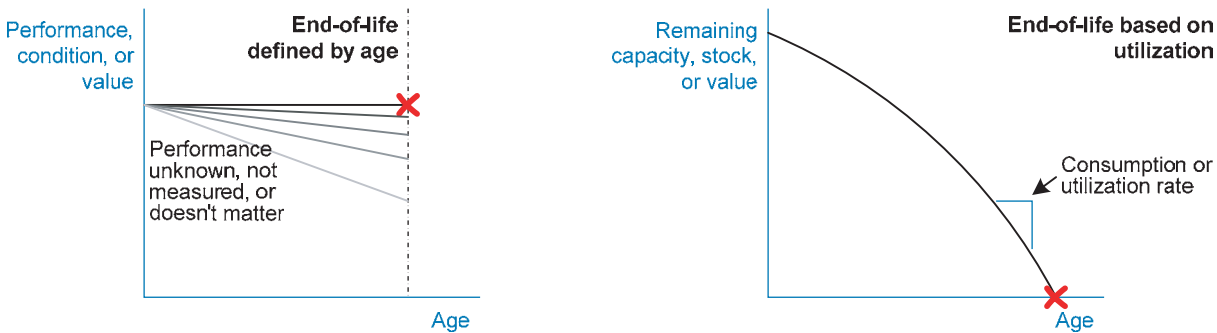 Performance,
condition, or
value
End-of-life
defined by age
Performance
unknown, not
measured, or
doesn't matter
Age
Remaining
capacity, stock,
or value
End-of-life based on
utilization
Consumption or
utilization rate
Age